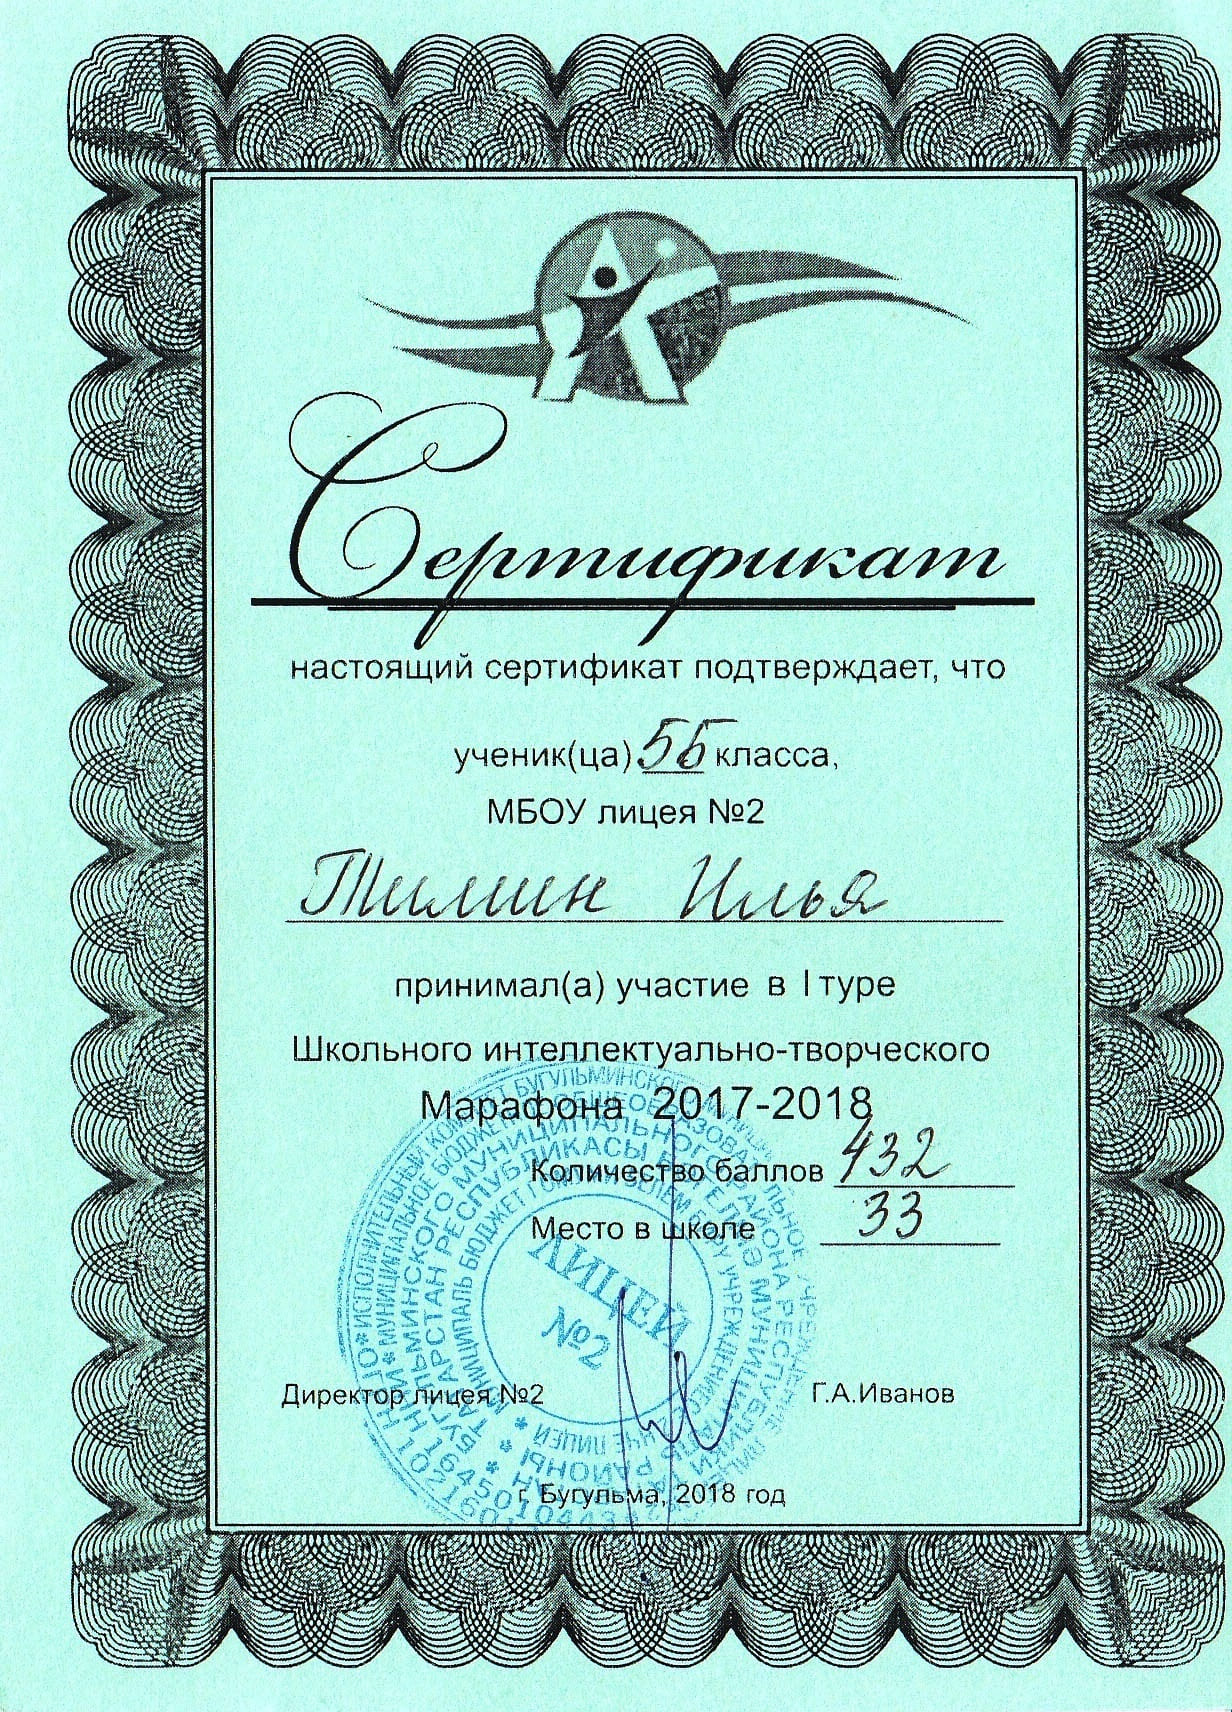 Сертификат
настоящий сертификат подтверждает, что
ученик(ца) 5Б класса,
МБОУ лицея №2
Тимин Илья
принимал(а) участие в I туре
Школьного интеллектуально-творческого
Марафона 2017-2018
Количество баллов 432
Место в школе 33
ЛИЦЕЙ
№2
Директор лицея №2 Г.А.Иванов
г. Бугульма, 2018 год